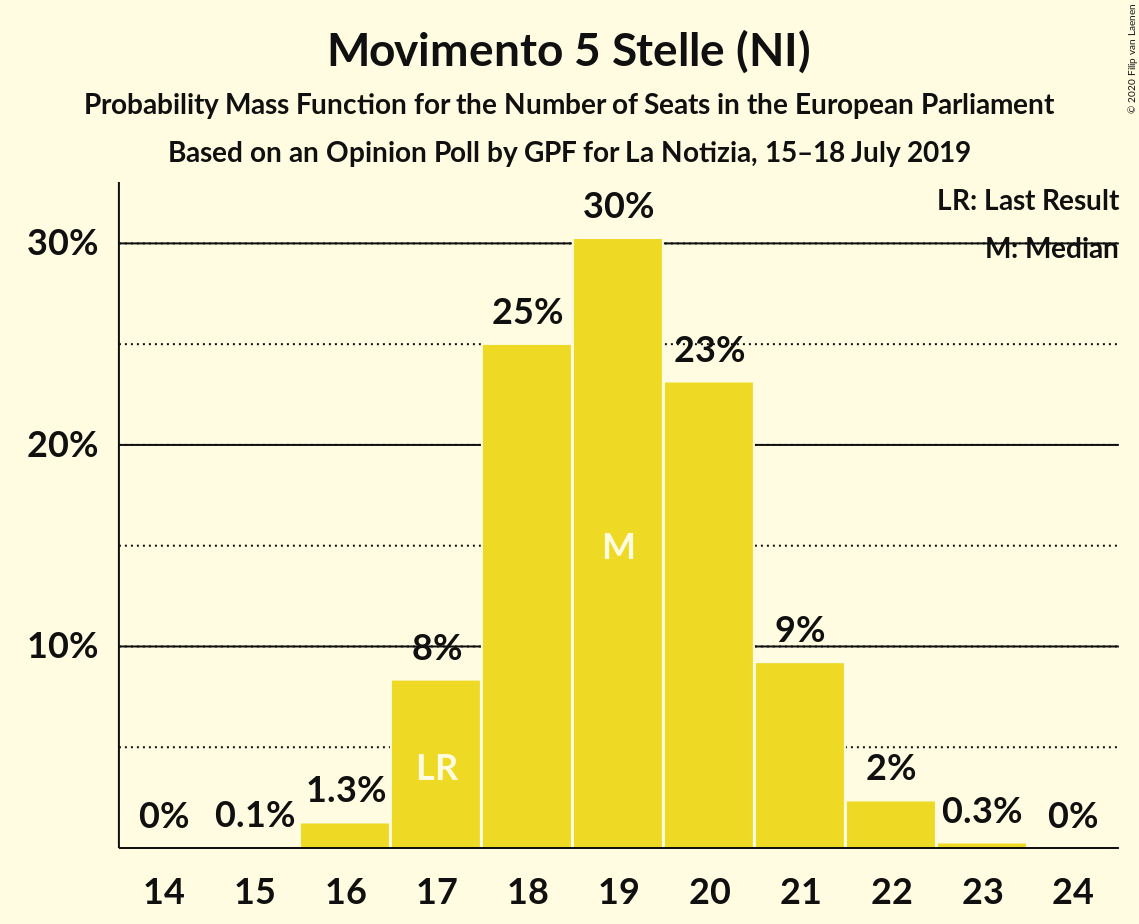 Movimento 5 Stelle (NI)
Probability Mass Function for the Number of Seats in the European Parliament
Based on an Opinion Poll by GPF for La Notizia, 15–18 July 2019
© 2020 Filip van Laenen
LR: Last Result
M: Median
30%
20%
10%
0%
0.1%
1.3%
8%
25%
30%
23%
9%
2%
0.3%
0%
LR
M
14 15 16 17 18 19 20 21 22 23 24